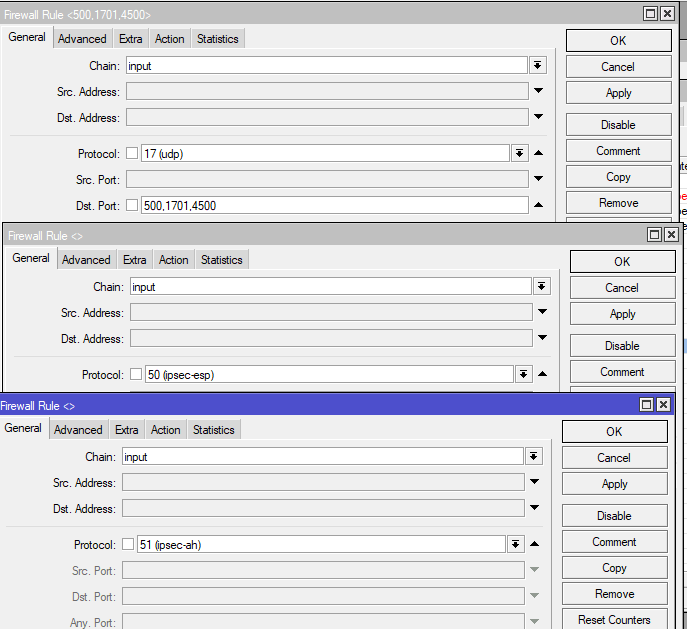 Firewall Rule <500,1701,4500>
General Advanced Extra Action Statistics
OK
Chain: input
Cancel
Src. Address:
Apply
Dst. Address:
Disable
Protocol: 17 (udp)
Comment
Src. Port:
Copy
Dst. Port: 500,1701,4500
Remove
Firewall Rule <>
General Advanced Extra Action Statistics
OK
Chain: input
Cancel
Src. Address:
Apply
Dst. Address:
Disable
Protocol: 50 (ipsec-esp)
Comment
Firewall Rule <>
General Advanced Extra Action Statistics
OK
Chain: input
Cancel
Src. Address:
Apply
Dst. Address:
Disable
Protocol: 51 (ipsec-ah)
Comment
Src. Port:
Copy
Dst. Port:
Remove
Any. Port:
Reset Counters